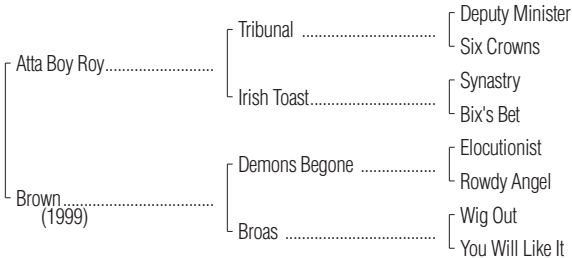 Deputy Minister
Tribunal ..............................
Six Crowns
Atta Boy Roy........................
Synastry
Irish Toast............................
Bix's Bet
Elocutionist
Demons Begone .................
Rowdy Angel
Brown.................................
(1999)
Wig Out
Broas ..................................
You Will Like It